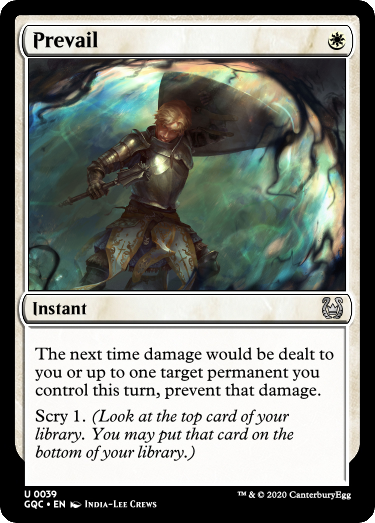 Prevail
Instant
The next time damage would be dealt to
you or up to one target permanent you
control this turn, prevent that damage.
Scry 1. (Look at the top card of your
library. You may put that card on the
bottom of your library.)
U 0039
GQC • EN India-Lee Crews
™ & © 2020 CanterburyEgg